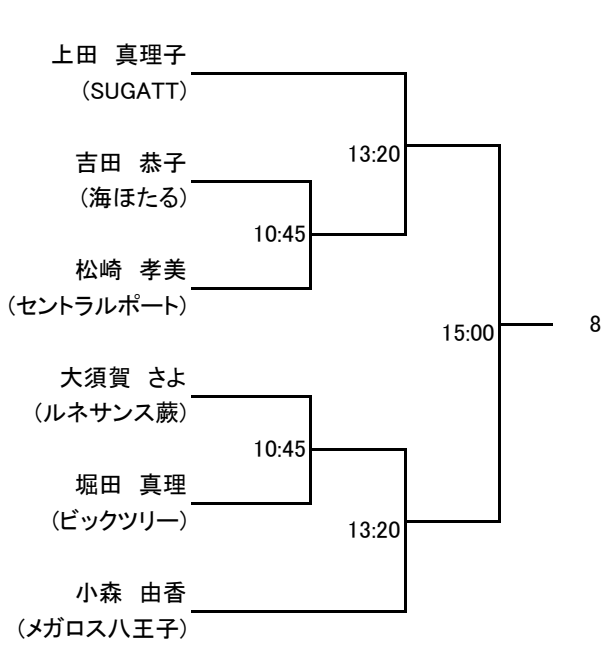 上田　真理子
(SUGATT)
13:20
吉田　恭子
(海ほたる)
10:45
松崎　孝美
(セントラルポート)
15:00
8
大須賀　さよ
(ルネサンス蕨)
10:45
堀田　真理
(ビックツリー)
13:20
小森　由香
(メガロス八王子)